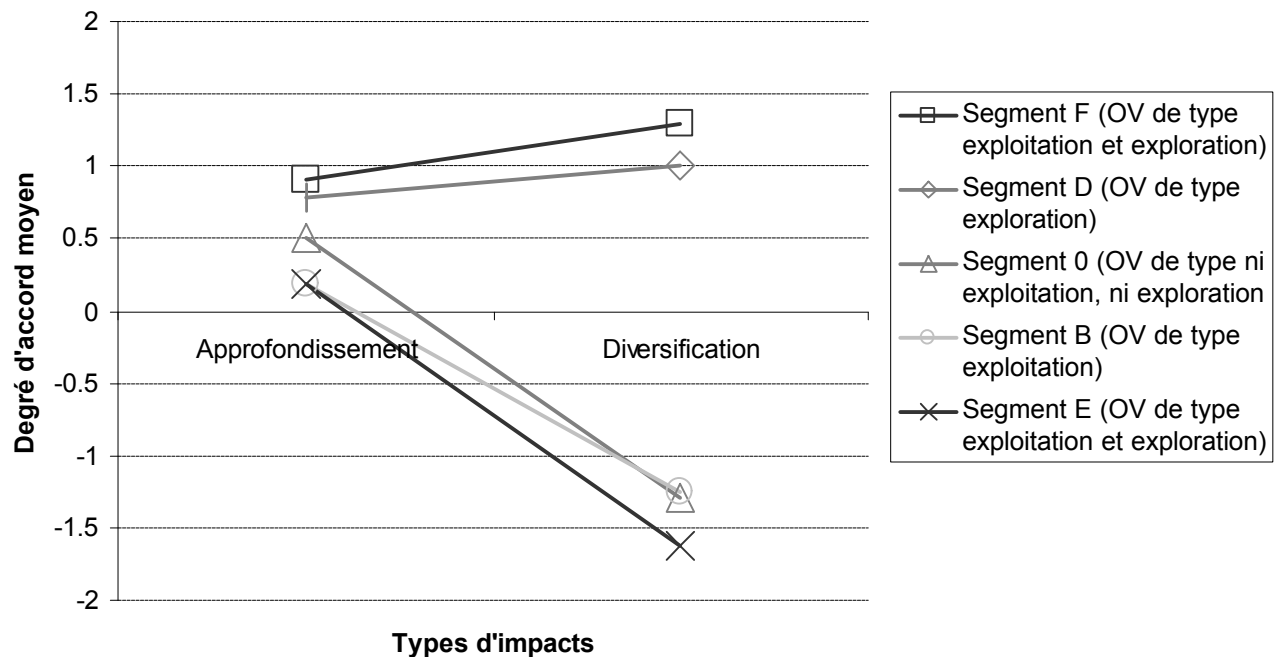 2
1.5
1
0.5
0
-0.5
-1
-1.5
-2
Degré d'accord moyen
Approfondissement
Diversification
Types d'impacts
Segment F (OV de type
exploitation et exploration)
Segment D (OV de type
exploration)
Segment 0 (OV de type ni
exploitation, ni exploration
Segment B (OV de type
exploitation)
Segment E (OV de type
exploitation et exploration)